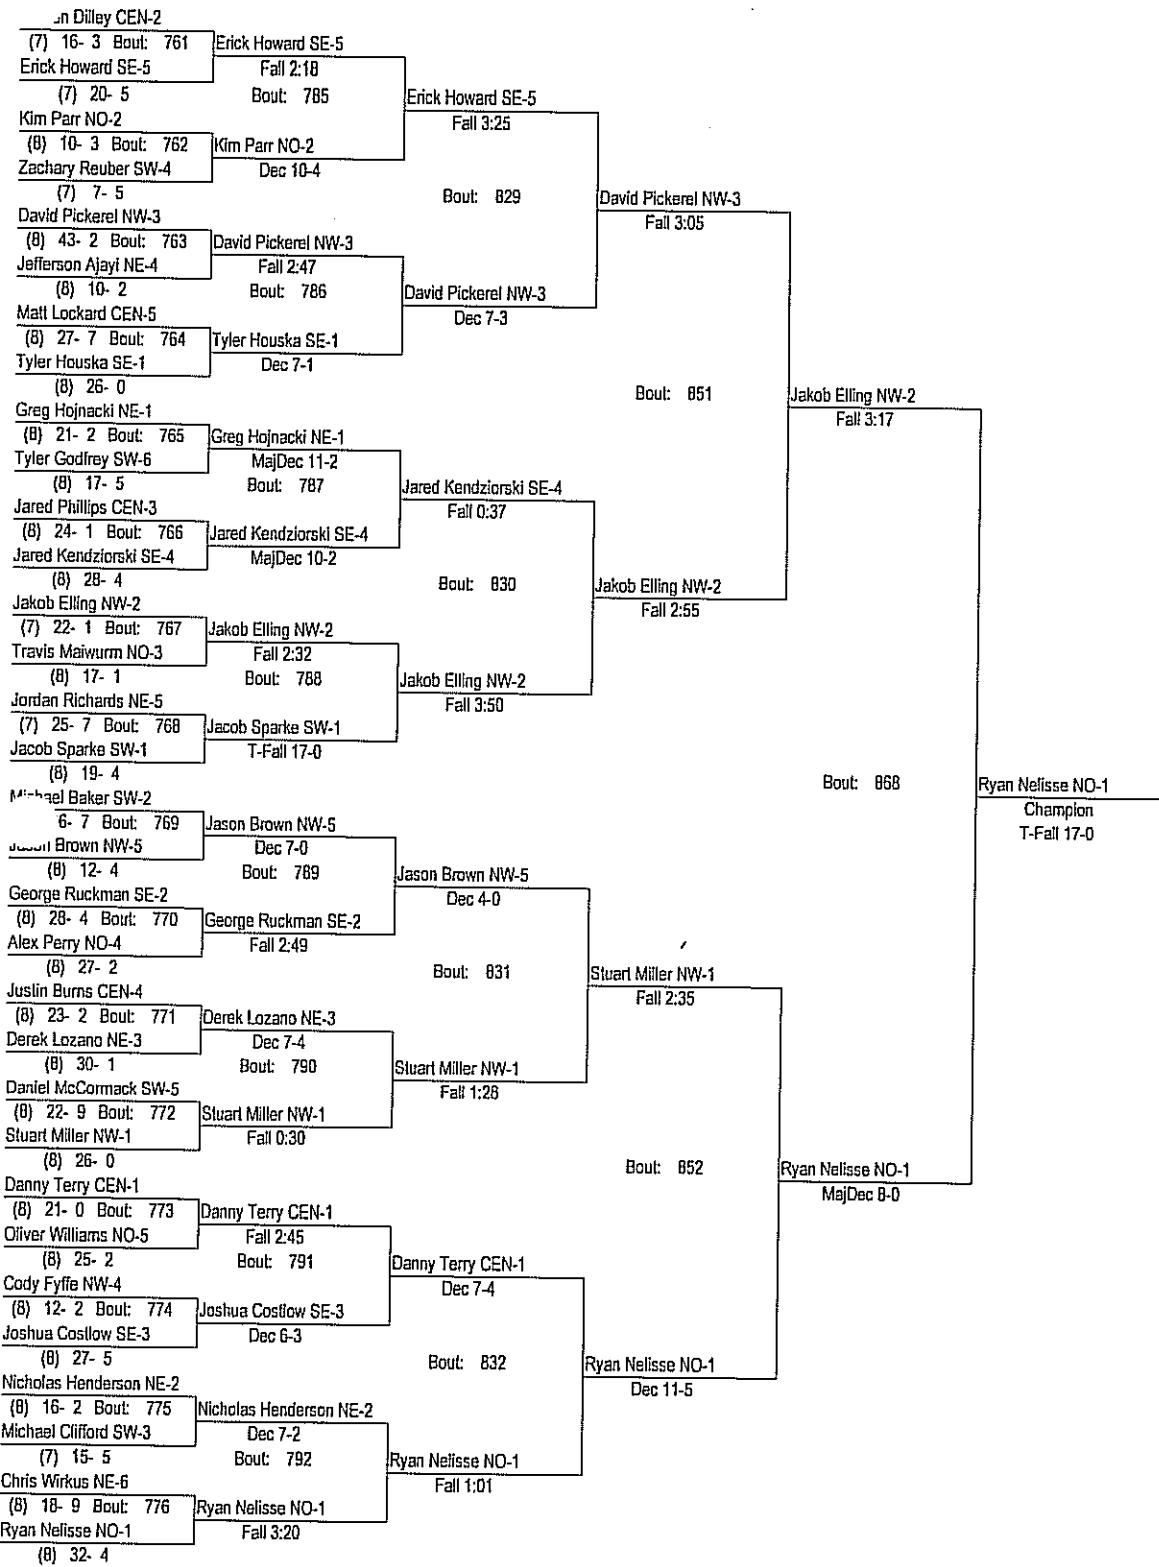 Dilley CEN-2
(7) 16- 3 Bout: 761
Erick Howard SE-5
(7) 20- 5
Kim Parr NO-2
(8) 10- 3 Bout: 762
Zachary Reuber SW-4
(7) 7- 5
David Pickerel NW-3
(8) 43- 2 Bout: 763
Jefferson Ajayi NE-4
(8) 10- 2
Matt Lockard CEN-5
(8) 27- 7 Bout: 764
Tyler Houska SE-1
(8) 26- 0
Greg Hojnacki NE-1
(8) 21- 2 Bout: 765
Tyler Godfrey SW-6
(8) 17- 5
Jared Phillips CEN-3
(8) 24- 1 Bout: 766
Jared Kendziorski SE-4
(8) 28- 4
Jakob Elling NW-2
(7) 22- 1 Bout: 767
Travis Maiwurm NO-3
(8) 17- 1
Jordan Richards NE-5
(7) 25- 7 Bout: 768
Jacob Sparke SW-1
(8) 19- 4
Michael Baker SW-2
6- 7 Bout: 769
Jason Brown NW-5
(8) 12- 4
George Ruckman SE-2
(8) 28- 4 Bout: 770
Alex Perry NO-4
(8) 27- 2
Justin Burns CEN-4
(8) 23- 2 Bout: 771
Derek Lozano NE-3
(8) 30- 1
Daniel McCormack SW-5
(8) 22- 9 Bout: 772
Stuart Miller NW-1
(8) 26- 0
Danny Terry CEN-1
(8) 21- 0 Bout: 773
Oliver Williams NO-5
(8) 25- 2
Cody Fyffe NW-4
(8) 12- 2 Bout: 774
Joshua Costlow SE-3
(8) 27- 5
Nicholas Henderson NE-2
(8) 16- 2 Bout: 775
Michael Clifford SW-3
(7) 15- 5
Chris Wirkus NE-6
(8) 18- 9 Bout: 776
Ryan Nelisse NO-1
(8) 32- 4
Erick Howard SE-5
Fall 2:18
Bout: 785
Kim Parr NO-2
Dec 10-4
David Pickerel NW-3
Fall 2:47
Bout: 786
Tyler Houska SE-1
Dec 7-1
Greg Hojnacki NE-1
MajDec 11-2
Bout: 787
Jared Kendziorski SE-4
MajDec 10-2
Jakob Elling NW-2
Fall 2:32
Bout: 788
Jacob Sparke SW-1
T-Fall 17-0
Jason Brown NW-5
Dec 7-0
Bout: 789
George Ruckman SE-2
Fall 2:49
Derek Lozano NE-3
Dec 7-4
Bout: 790
Stuart Miller NW-1
Fall 0:30
Danny Terry CEN-1
Fall 2:45
Bout: 791
Joshua Costlow SE-3
Dec 6-3
Nicholas Henderson NE-2
Dec 7-2
Bout: 792
Ryan Nelisse NO-1
Fall 3:20
Erick Howard SE-5
Fall 3:25
Bout: 829
David Pickerel NW-3
Dec 7-3
Jared Kendziorski SE-4
Fall 0:37
Bout: 830
Jakob Elling NW-2
Fall 3:50
Jason Brown NW-5
Dec 4-0
Bout: 831
Stuart Miller NW-1
Fall 1:28
Danny Terry CEN-1
Dec 7-4
Bout: 832
Ryan Nelisse NO-1
Fall 1:01
David Pickerel NW-3
Fall 3:05
Bout: 851
Jakob Elling NW-2
Fall 2:55
Stuart Miller NW-1
Fall 2:35
Bout: 852
Ryan Nelisse NO-1
Dec 11-5
Jakob Elling NW-2
Fall 3:17
Bout: 868
Ryan Nelisse NO-1
MajDec 8-0
Ryan Nelisse NO-1
Champion
T-Fall 17-0